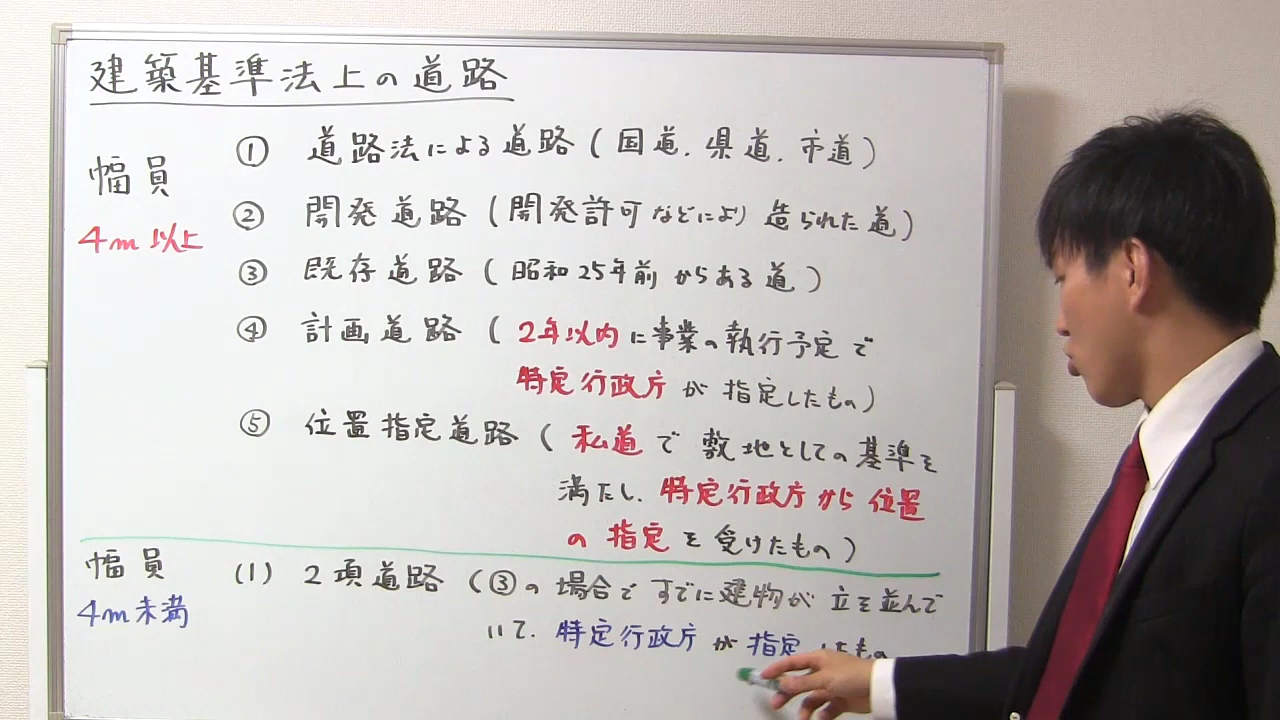 建築基準法上の道路
幅員
4m以上
① 道路法による道路(国道、県道、市道)
② 開発道路(開発許可などにより造られた道)
③ 既存道路(昭和25年前からある道)
④ 計画道路(2年以内に事業の執行予定で
特定行政庁が指定したもの)
⑤ 位置指定道路(私道で敷地としての基準を
満たし、特定行政庁から位置
の指定を受けたもの)
幅員
4m未満
(1) 2項道路(③の場合ですでに建物が立ち並んで
いて、特定行政庁が指定したもの